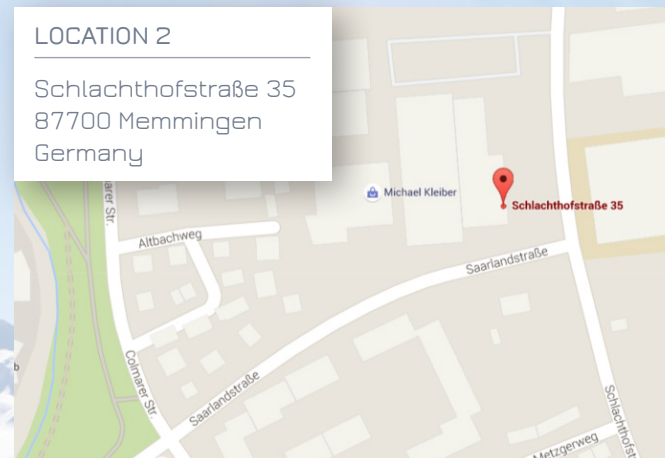 LOCATION 2
Schlachthofstraße 35
87700 Memmingen
Germany
Michael Kleiber
Schlachthofstraße 35
arer Str.
Altbachweg
Saarlandstraße
Colmarer Str.
Saarlandstraße
Schlachthofst
Metzgerweg
b